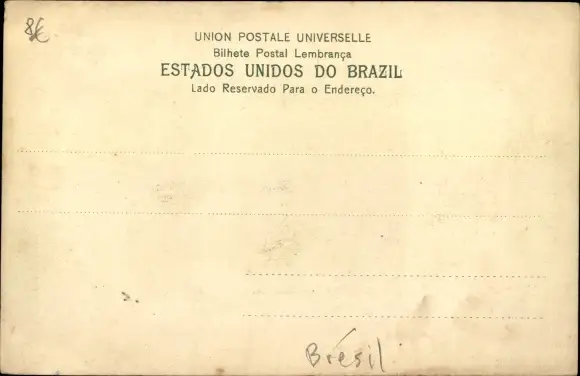 8€
UNION POSTALE UNIVERSELLE
Bilhete Postal Lembrança
ESTADOS UNIDOS DO BRAZIL
Lado Reservado Para o Endereço.
Brésil